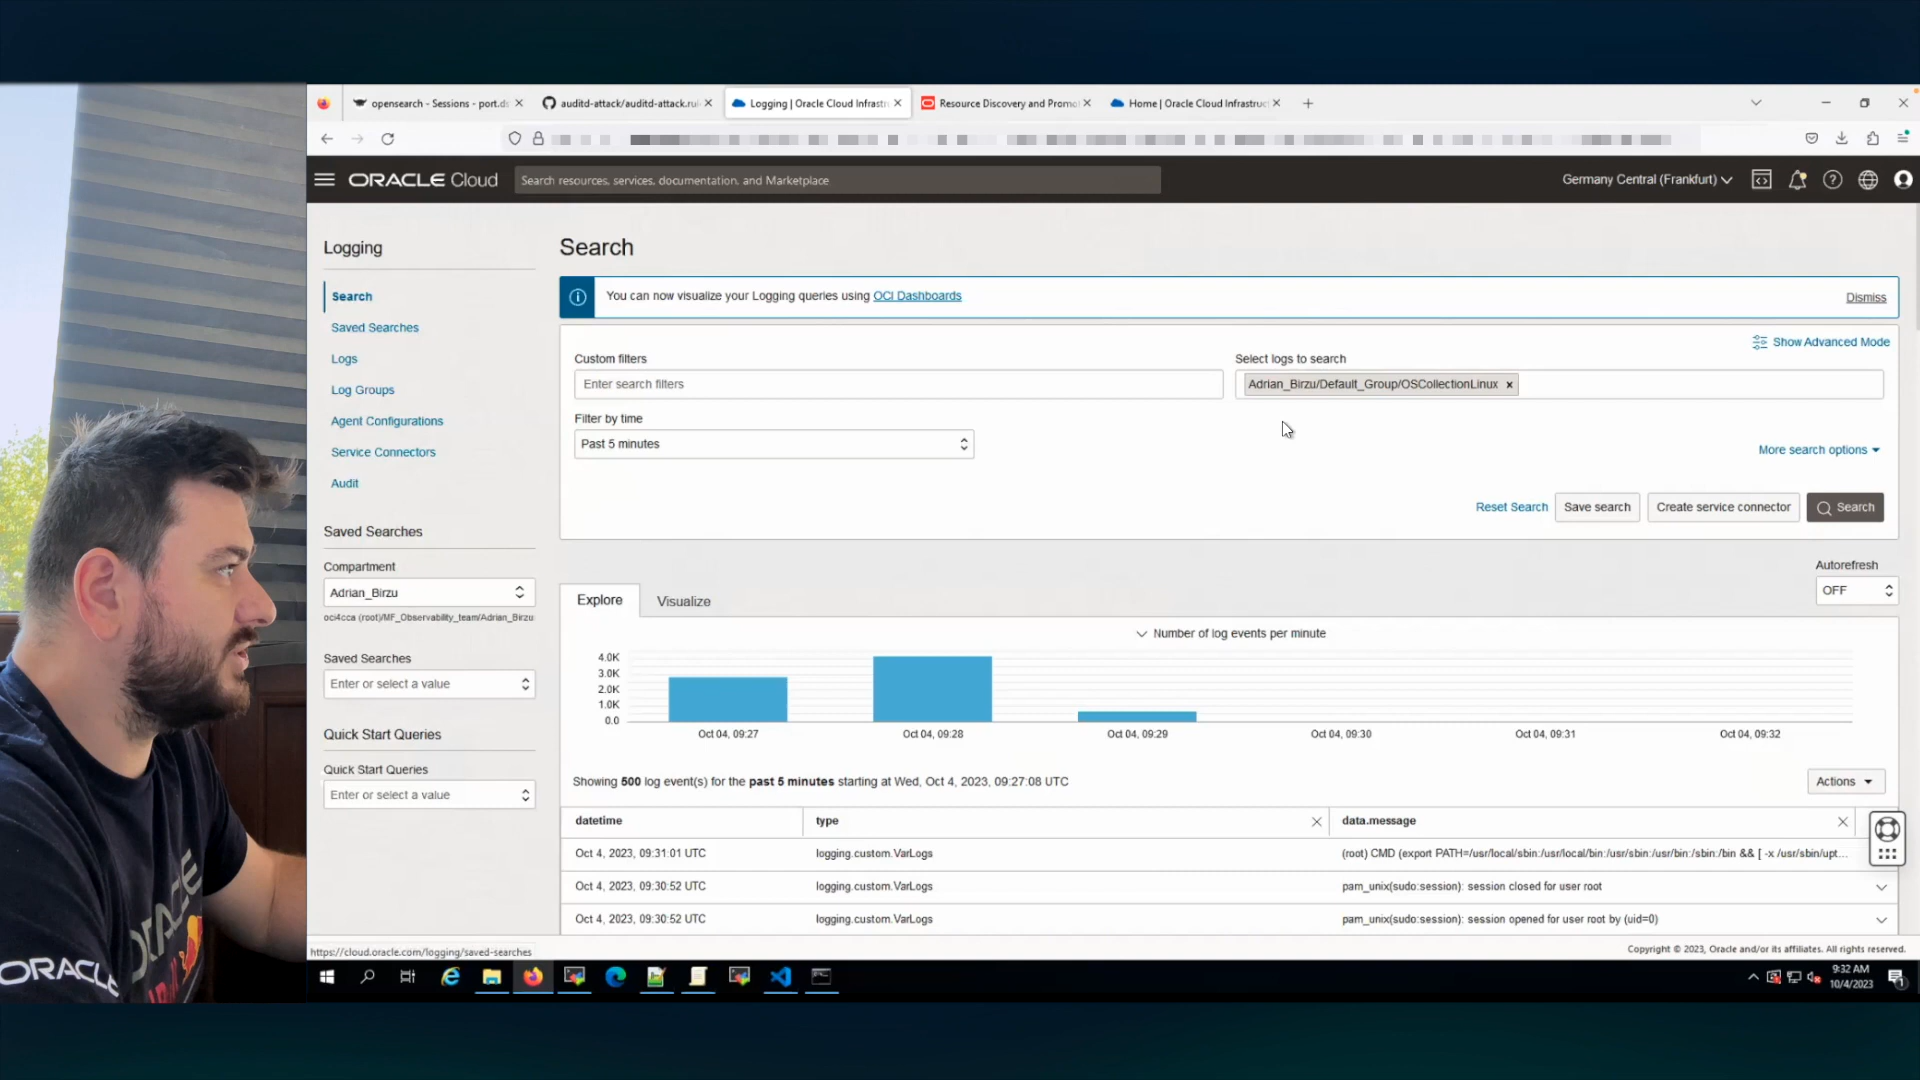 opensearch - Sessions - port.ds
auditd-attack/auditd-attack.rul
Logging | Oracle Cloud Infrastru
Resource Discovery and Promo
Home | Oracle Cloud Infrastruc
ORACLE Cloud
Search resources, services, documentation, and Marketplace
Germany Central (Frankfurt)
Logging
Search
Saved Searches
Logs
Log Groups
Agent Configurations
Service Connectors
Audit
Saved Searches
Compartment
Adrian_Birzu
oci4cca (root)/MF_Observability_team/Adrian_Birzu
Saved Searches
Enter or select a value
Quick Start Queries
Quick Start Queries
Enter or select a value
Search
You can now visualize your Logging queries using OCI Dashboards
Dismiss
Show Advanced Mode
Custom filters
Enter search filters
Select logs to search
Adrian_Birzu/Default_Group/OSCollectionLinux ×
Filter by time
Past 5 minutes
More search options
Reset Search
Save search
Create service connector
Search
Autorefresh
OFF
Explore
Visualize
Number of log events per minute
4.0K
3.0K
2.0K
1.0K
0.0
Oct 04, 09:27
Oct 04, 09:28
Oct 04, 09:29
Oct 04, 09:30
Oct 04, 09:31
Oct 04, 09:32
Showing 500 log event(s) for the past 5 minutes starting at Wed, Oct 4, 2023, 09:27:08 UTC
Actions
datetime type data.message
Oct 4, 2023, 09:31:01 UTC logging.custom.VarLogs (root) CMD (export PATH=/usr/local/sbin:/usr/local/bin:/usr/sbin:/usr/bin:/sbin:/bin && [ -x /usr/sbin/upt...
Oct 4, 2023, 09:30:52 UTC logging.custom.VarLogs pam_unix(sudo:session): session closed for user root
Oct 4, 2023, 09:30:52 UTC logging.custom.VarLogs pam_unix(sudo:session): session opened for user root by (uid=0)
https://cloud.oracle.com/logging/saved-searches
Copyright © 2023, Oracle and/or its affiliates. All rights reserved.
9:32 AM
10/4/2023
1
ORACLE
ORACLE